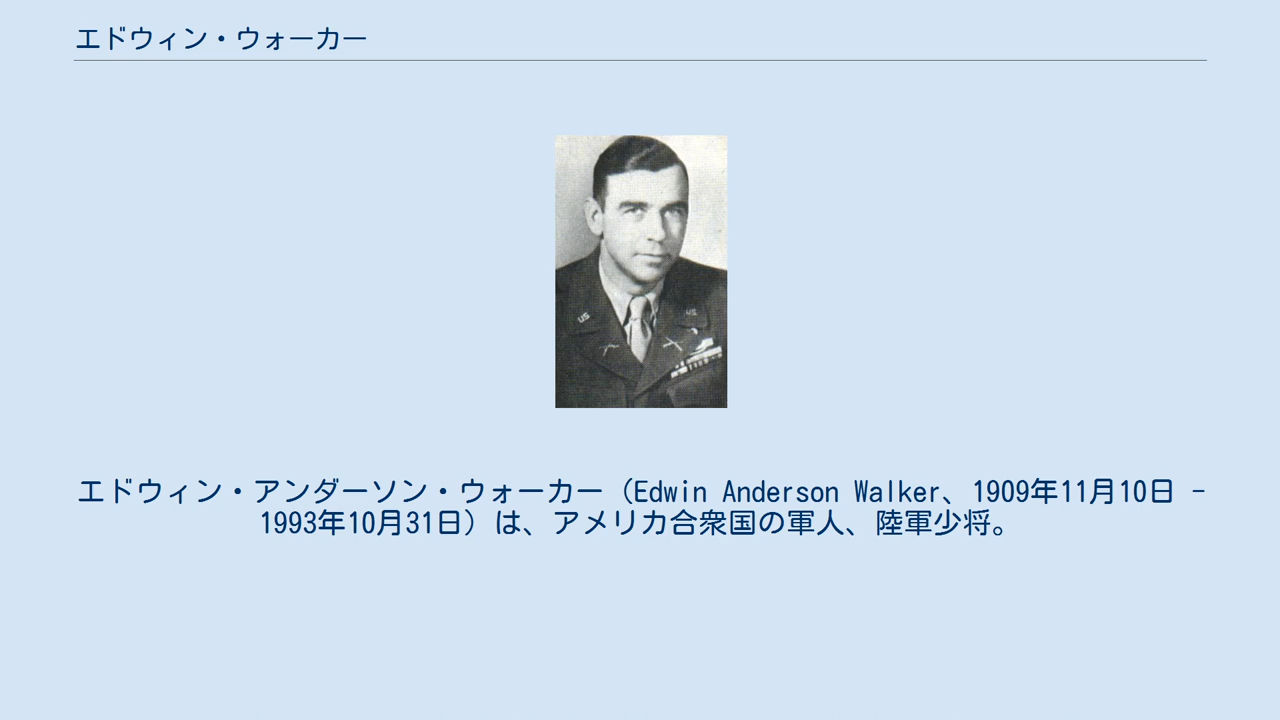 エドウィン・ウォーカー
US
US
エドウィン・アンダーソン・ウォーカー（Edwin Anderson Walker、1909年11月10日 -
1993年10月31日）は、アメリカ合衆国の軍人、陸軍少将。